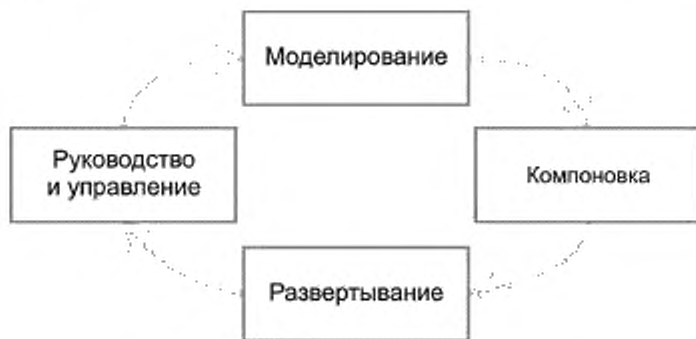 Моделирование
Руководство
и управление
Компоновка
Развертывание